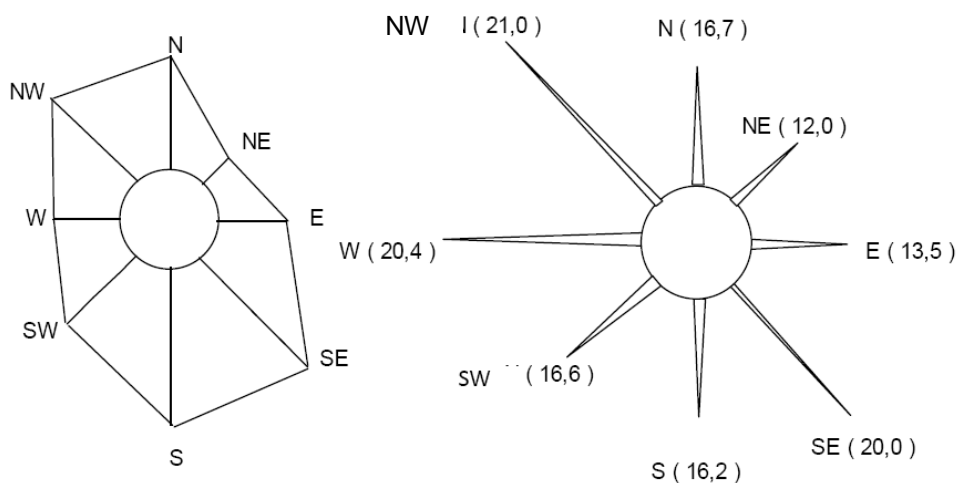 N
NW
NE
W
E
SW
SE
S
NW ( 21,0 )
N ( 16,7 )
NE ( 12,0 )
W ( 20,4 )
E ( 13,5 )
SW ( 16,6 )
SE ( 20,0 )
S ( 16,2 )